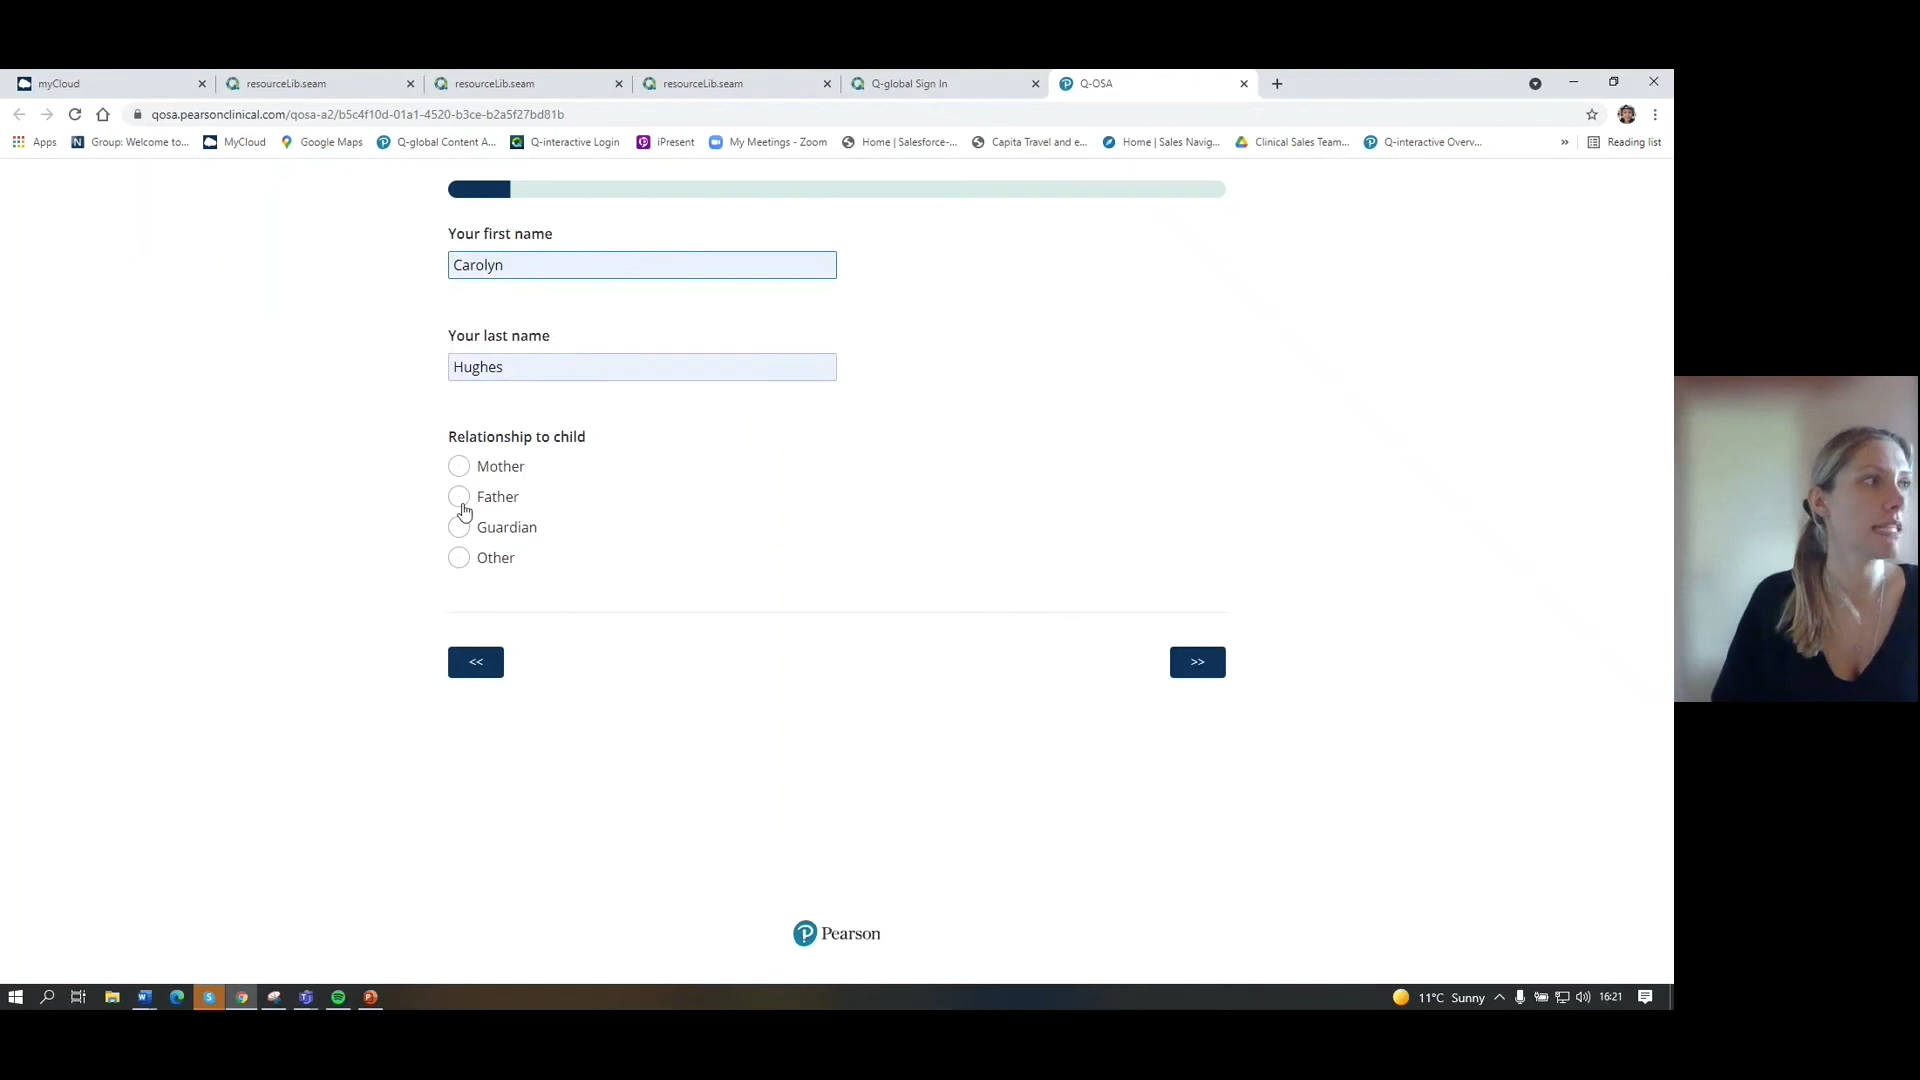 myCloud
resourceLib.seam
resourceLib.seam
resourceLib.seam
Q-global Sign In
Q-OSA
qosa.pearsonclinical.com/qosa-a2/b5c4f10d-01a1-4520-b3ce-b2a5f27bd81b
Apps
Group: Welcome to...
MyCloud
Google Maps
Q-global Content A...
Q-interactive Login
iPresent
My Meetings - Zoom
Home | Salesforce-...
Capita Travel and e...
Home | Sales Navig...
Clinical Sales Team...
Q-interactive Overv...
»
Reading list
Your first name
Carolyn
Your last name
Hughes
Relationship to child
Mother
Father
Guardian
Other
<<
>>
Pearson
11°C Sunny
16:21